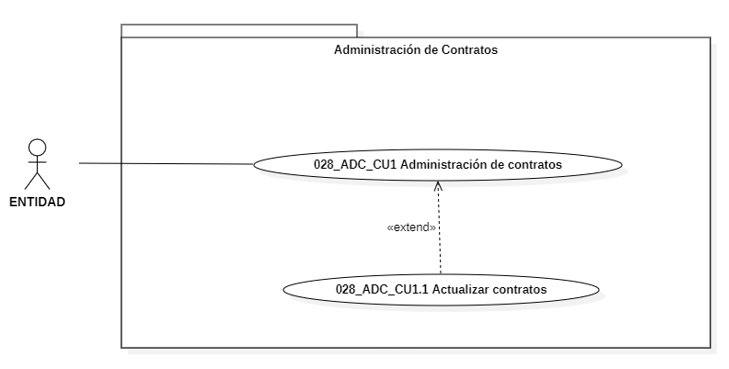 Administración de Contratos
028_ADC_CU1 Administración de contratos
ENTIDAD
«extend»
028_ADC_CU1.1 Actualizar contratos